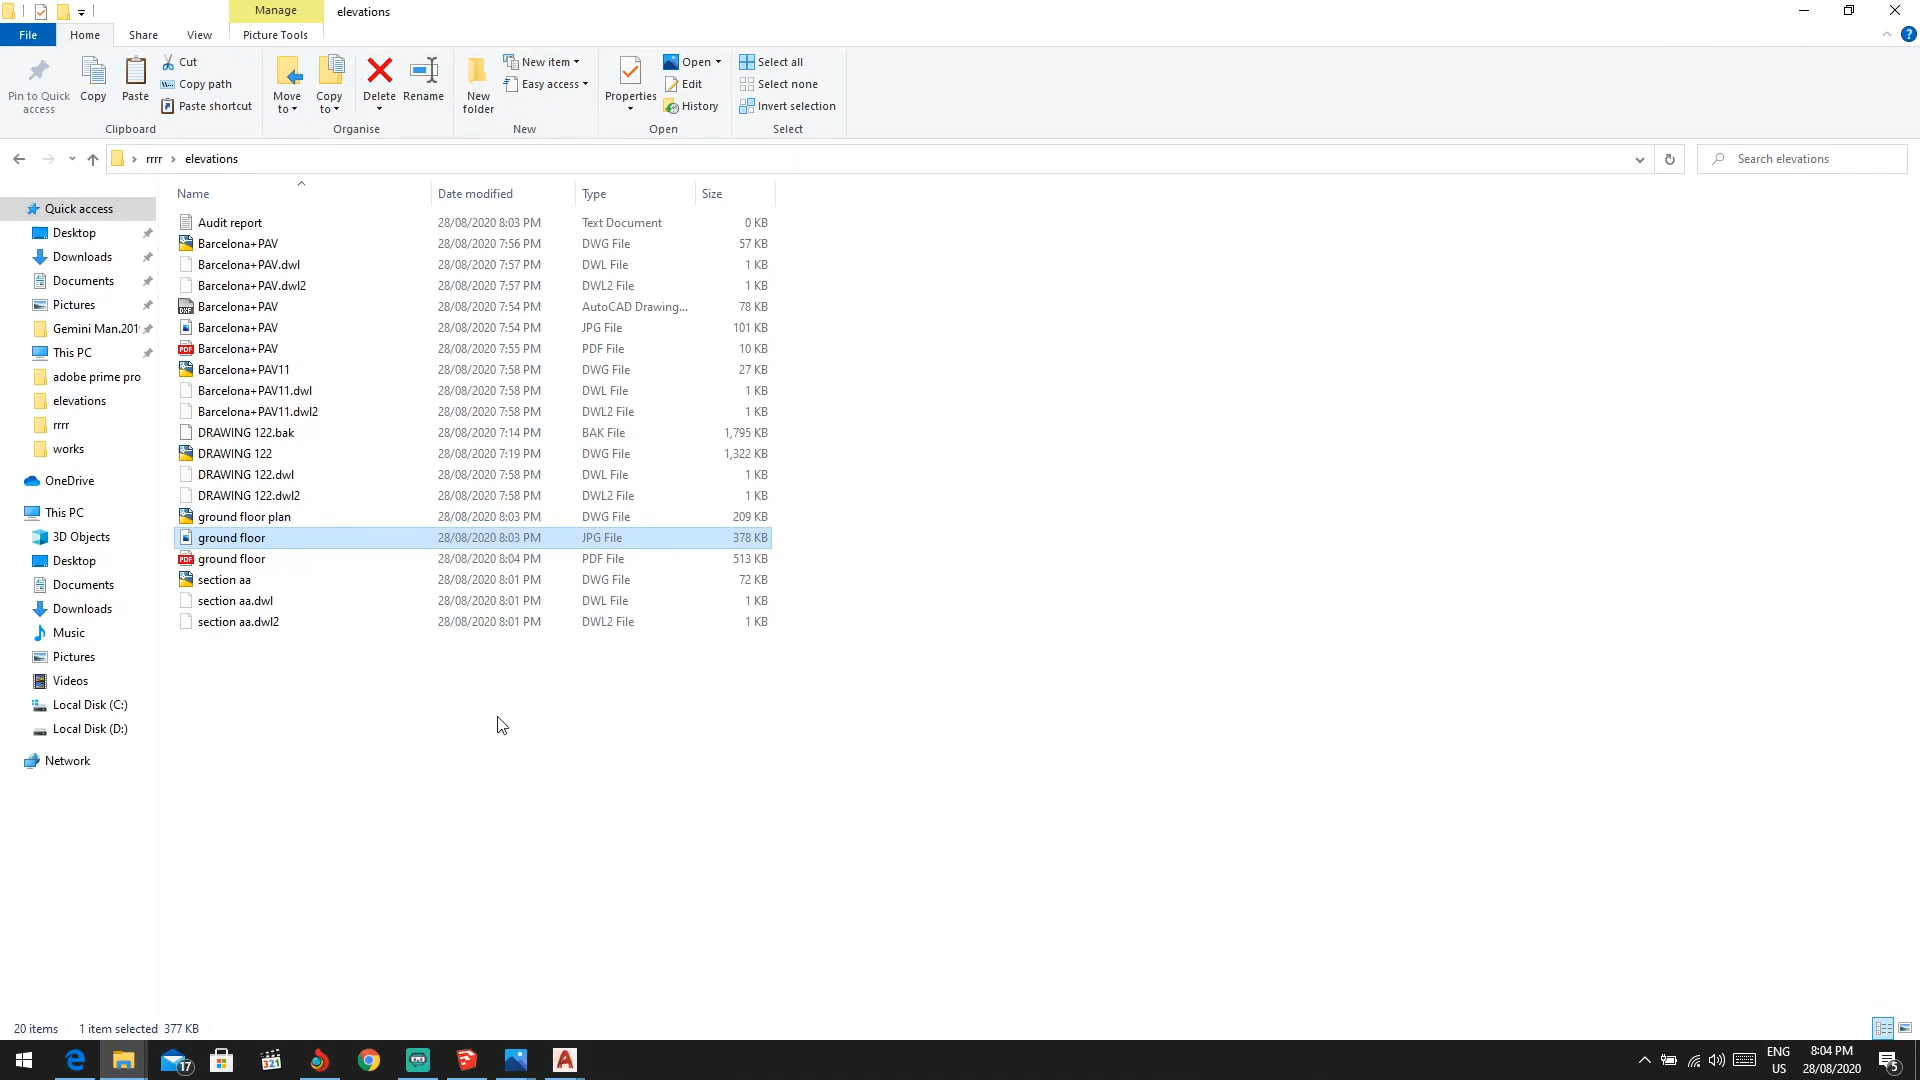 Manage elevations
File Home Share View Picture Tools
Pin to Quick access
Copy
Paste
Cut
Copy path
Paste shortcut
Clipboard
Move to
Copy to
Delete
Rename
Organise
New folder
New item
Easy access
New
Properties
Open
Edit
History
Open
Select all
Select none
Invert selection
Select
rrrr elevations
Search elevations
Name Date modified Type Size
Audit report 28/08/2020 8:03 PM Text Document 0 KB
Barcelona+PAV 28/08/2020 7:56 PM DWG File 57 KB
Barcelona+PAV.dwl 28/08/2020 7:57 PM DWL File 1 KB
Barcelona+PAV.dwl2 28/08/2020 7:57 PM DWL2 File 1 KB
Barcelona+PAV 28/08/2020 7:54 PM AutoCAD Drawing... 78 KB
Barcelona+PAV 28/08/2020 7:54 PM JPG File 101 KB
Barcelona+PAV 28/08/2020 7:55 PM PDF File 10 KB
Barcelona+PAV11 28/08/2020 7:58 PM DWG File 27 KB
Barcelona+PAV11.dwl 28/08/2020 7:58 PM DWL File 1 KB
Barcelona+PAV11.dwl2 28/08/2020 7:58 PM DWL2 File 1 KB
DRAWING 122.bak 28/08/2020 7:14 PM BAK File 1,795 KB
DRAWING 122 28/08/2020 7:19 PM DWG File 1,322 KB
DRAWING 122.dwl 28/08/2020 7:58 PM DWL File 1 KB
DRAWING 122.dwl2 28/08/2020 7:58 PM DWL2 File 1 KB
ground floor plan 28/08/2020 8:03 PM DWG File 209 KB
ground floor 28/08/2020 8:03 PM JPG File 378 KB
ground floor 28/08/2020 8:04 PM PDF File 513 KB
section aa 28/08/2020 8:01 PM DWG File 72 KB
section aa.dwl 28/08/2020 8:01 PM DWL File 1 KB
section aa.dwl2 28/08/2020 8:01 PM DWL2 File 1 KB
Quick access
Desktop
Downloads
Documents
Pictures
Gemini Man.201
This PC
adobe prime pro
elevations
rrrr
works
OneDrive
This PC
3D Objects
Desktop
Documents
Downloads
Music
Pictures
Videos
Local Disk (C:)
Local Disk (D:)
Network
20 items 1 item selected 377 KB
17
321
ENG
US
8:04 PM
28/08/2020
5